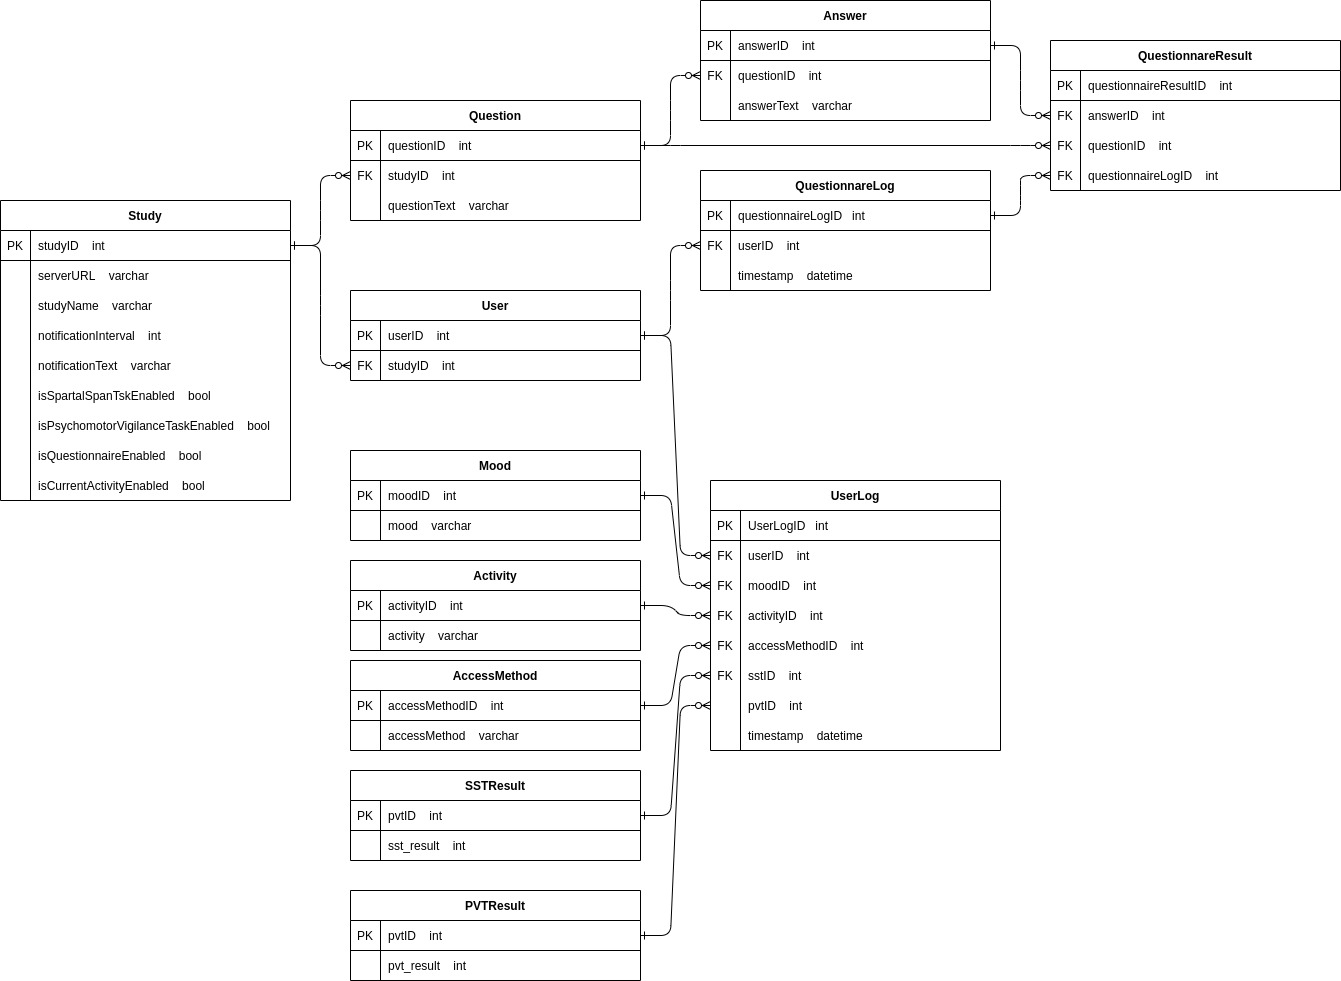 Answer
PK answerID int
FK questionID int
answerText varchar
QuestionnareResult
PK questionnaireResultID int
FK answerID int
FK questionID int
FK questionnaireLogID int
Question
PK questionID int
FK studyID int
questionText varchar
QuestionnareLog
PK questionnaireLogID int
FK userID int
timestamp datetime
Study
PK studyID int
serverURL varchar
studyName varchar
notificationInterval int
notificationText varchar
isSpartalSpanTskEnabled bool
isPsychomotorVigilanceTaskEnabled bool
isQuestionnaireEnabled bool
isCurrentActivityEnabled bool
User
PK userID int
FK studyID int
Mood
PK moodID int
mood varchar
UserLog
PK UserLogID int
FK userID int
FK moodID int
FK activityID int
FK accessMethodID int
FK sstID int
pvtID int
timestamp datetime
Activity
PK activityID int
activity varchar
AccessMethod
PK accessMethodID int
accessMethod varchar
SSTResult
PK pvtID int
sst_result int
PVTResult
PK pvtID int
pvt_result int